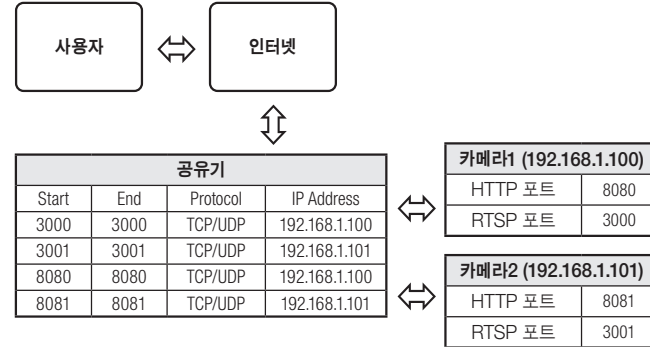 사용자
인터넷
공유기
Start End Protocol IP Address
3000 3000 TCP/UDP 192.168.1.100
3001 3001 TCP/UDP 192.168.1.101
8080 8080 TCP/UDP 192.168.1.100
8081 8081 TCP/UDP 192.168.1.101
카메라1 (192.168.1.100)
HTTP 포트 8080
RTSP 포트 3000
카메라2 (192.168.1.101)
HTTP 포트 8081
RTSP 포트 3001